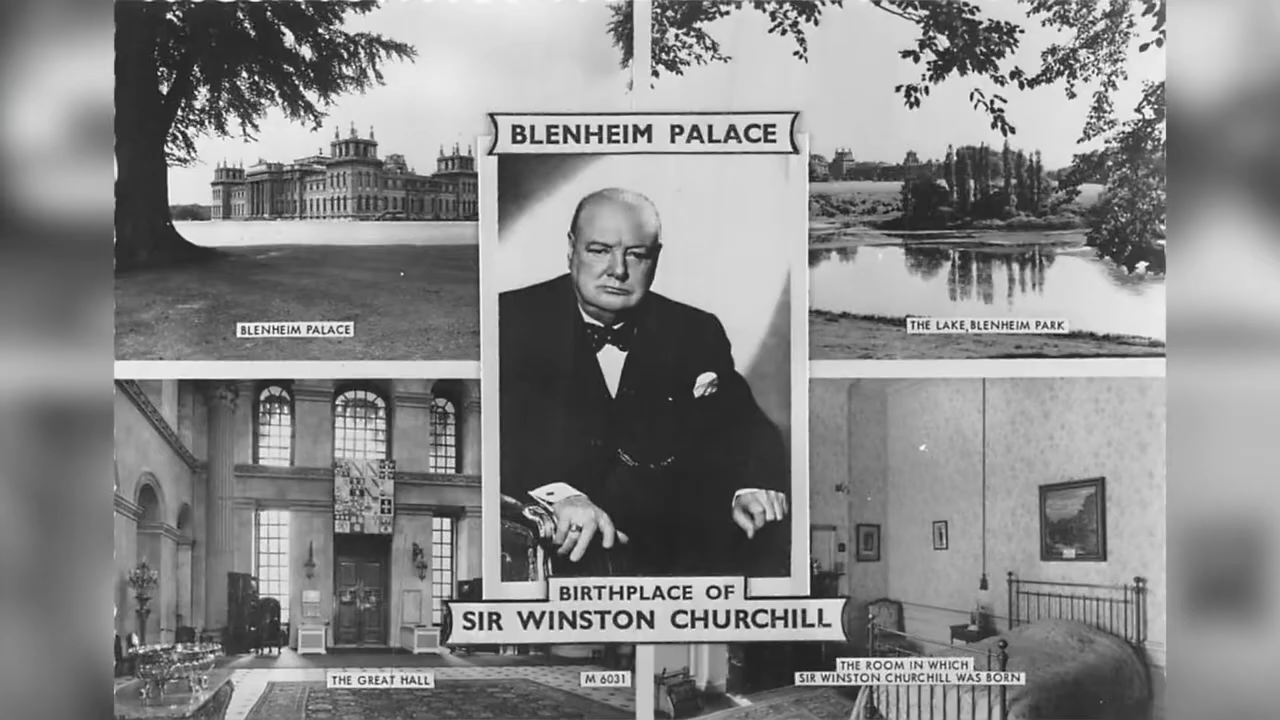 BLENHEIM PALACE
BLENHEIM PALACE
THE LAKE, BLENHEIM PARK
BIRTHPLACE OF
SIR WINSTON CHURCHILL
THE GREAT HALL
M 6031
THE ROOM IN WHICH
SIR WINSTON CHURCHILL WAS BORN